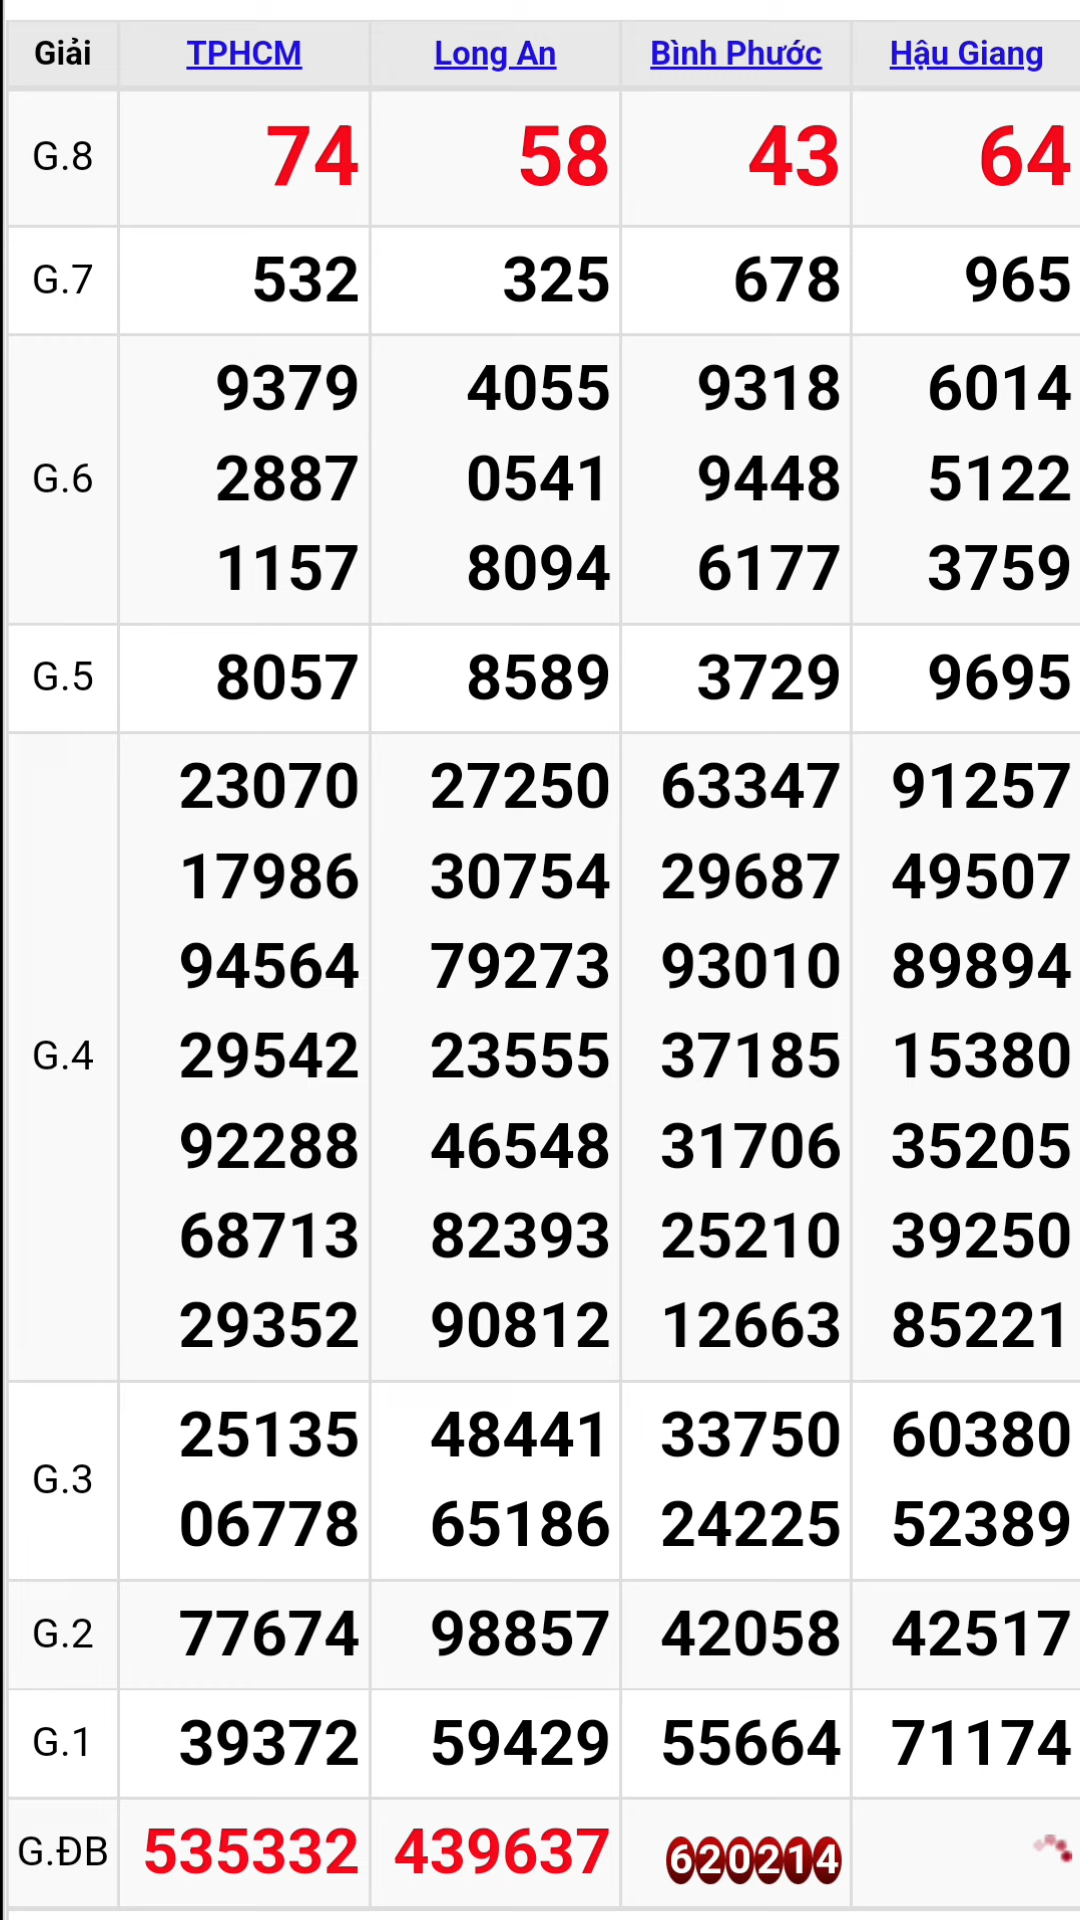 Giải TPHCM Long An Bình Phước Hậu Giang
G.8 74 58 43 64
G.7 532 325 678 965
9379 4055 9318 6014
G.6 2887 0541 9448 5122
1157 8094 6177 3759
G.5 8057 8589 3729 9695
23070 27250 63347 91257
17986 30754 29687 49507
94564 79273 93010 89894
G.4 29542 23555 37185 15380
92288 46548 31706 35205
68713 82393 25210 39250
29352 90812 12663 85221
G.3 25135 48441 33750 60380
06778 65186 24225 52389
G.2 77674 98857 42058 42517
G.1 39372 59429 55664 71174
G.ĐB 535332 439637 620214